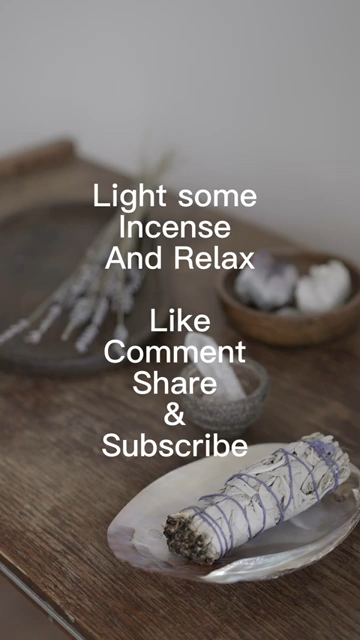 Light some
Incense
And Relax
Like
Comment
Share
&
Subscribe